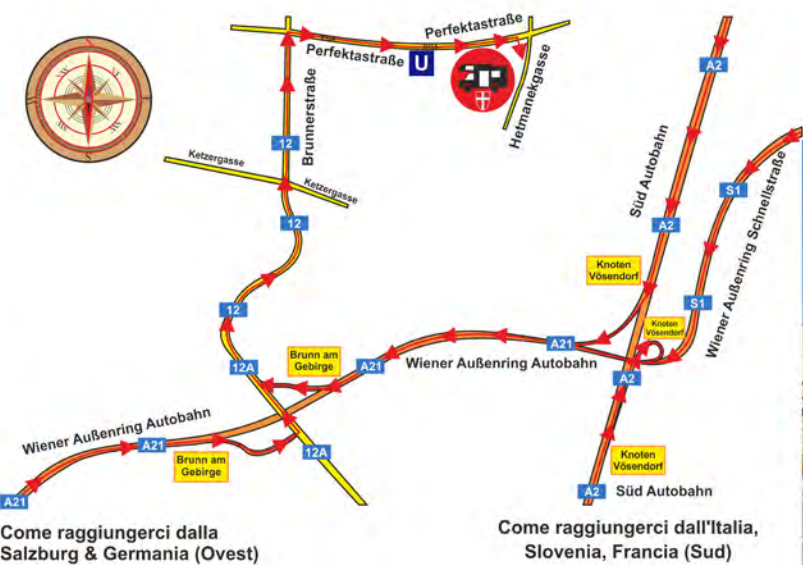 Perfektastraße
Perfektastraße
U
Hetmanekgasse
Brunnerstraße
12
Ketzergasse
Ketzergasse
12
12
12A
Brunn am
Gebirge
A21
Wiener Außenring Autobahn
A21
Wiener Außenring Autobahn
A21
Brunn am
Gebirge
12A
A21
A2
Süd Autobahn
S1
A2
Wiener Außenring Schnellstraße
Knoten
Vösendorf
S1
Knoten
Vösendorf
A2
Knoten
Vösendorf
A2
Süd Autobahn
Come raggiungerci dalla
Salzburg & Germania (Ovest)
Come raggiungerci dall'Italia,
Slovenia, Francia (Sud)